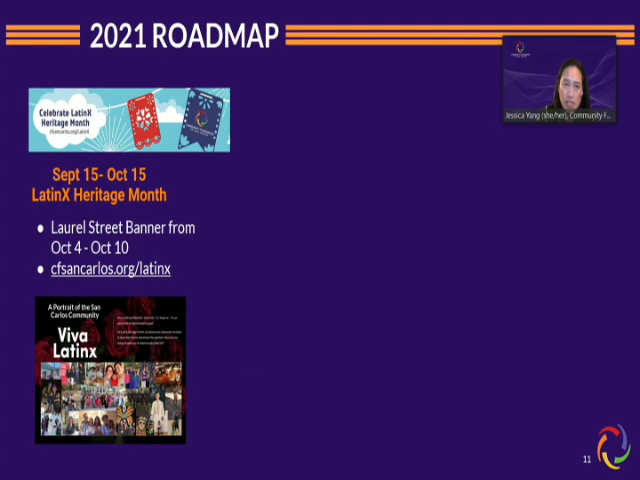 2021 ROADMAP
Celebrate LatinX
Heritage Month
cfsancarlos.org/LatinX
Jessica Yang (she/her), Community F...
Sept 15- Oct 15
LatinX Heritage Month
● Laurel Street Banner from
Oct 4 - Oct 10
● cfsancarlos.org/latinx
A Portrait of the San
Carlos Community
Viva
Latinx
11